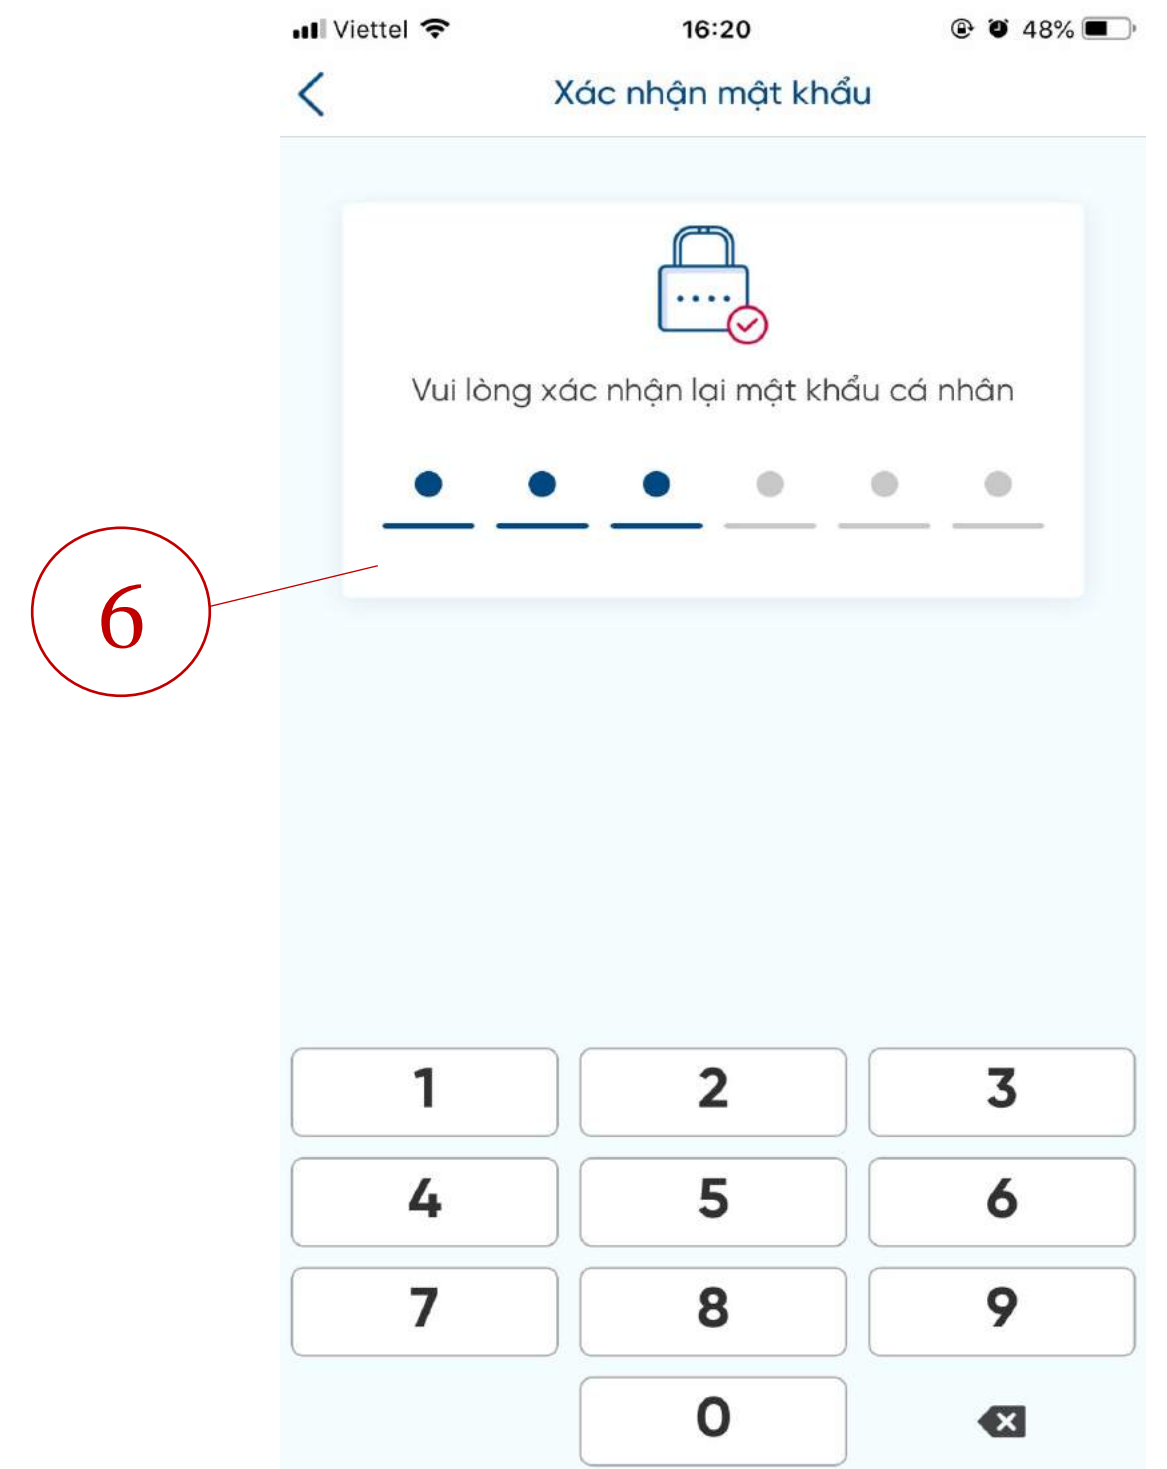 Viettel 16:20 48%
Xác nhận mật khẩu
Vui lòng xác nhận lại mật khẩu cá nhân
6
1 2 3
4 5 6
7 8 9
0